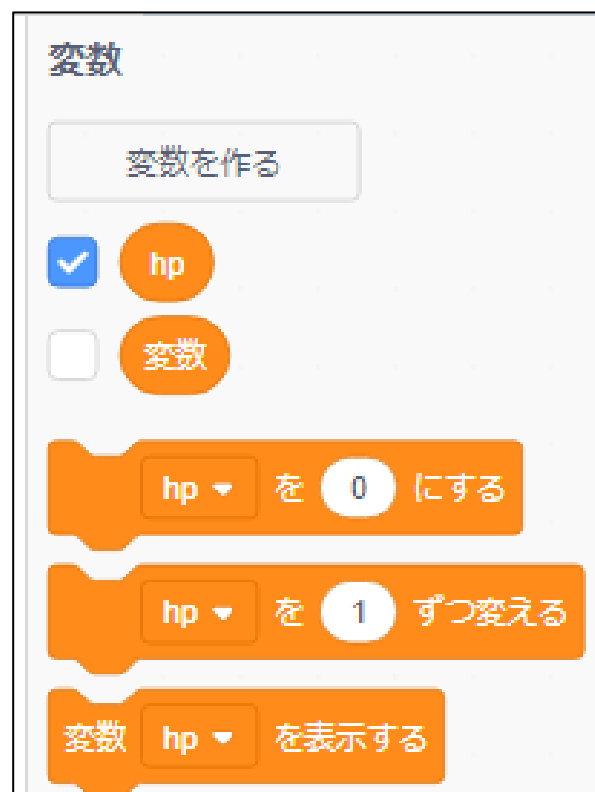 変数
変数を作る
hp
変数
hp を 0 にする
hp を 1 ずつ変える
変数 hp を表示する